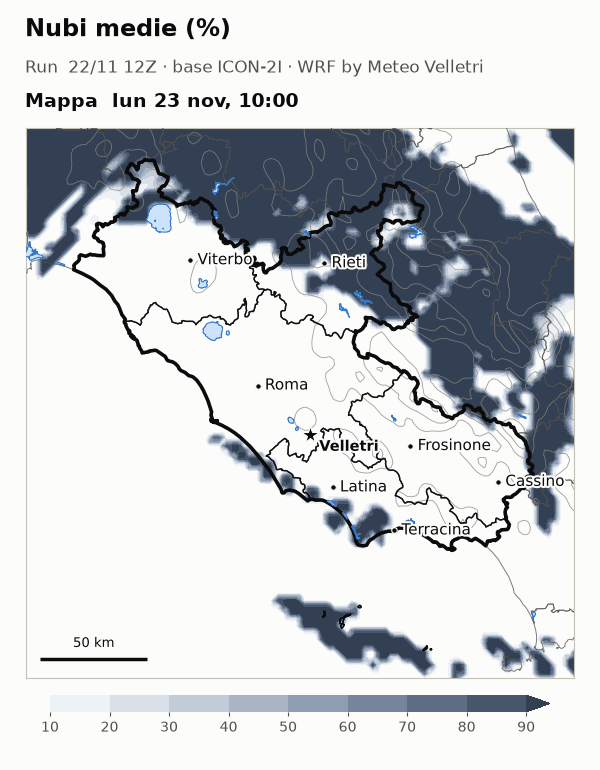 Nubi medie (%)
Run 22/11 12Z · base ICON-2I · WRF by Meteo Velletri
Mappa lun 23 nov, 10:00
Viterbo
Rieti
Roma
Velletri
Frosinone
Latina
Cassino
Terracina
50 km
10 20 30 40 50 60 70 80 90